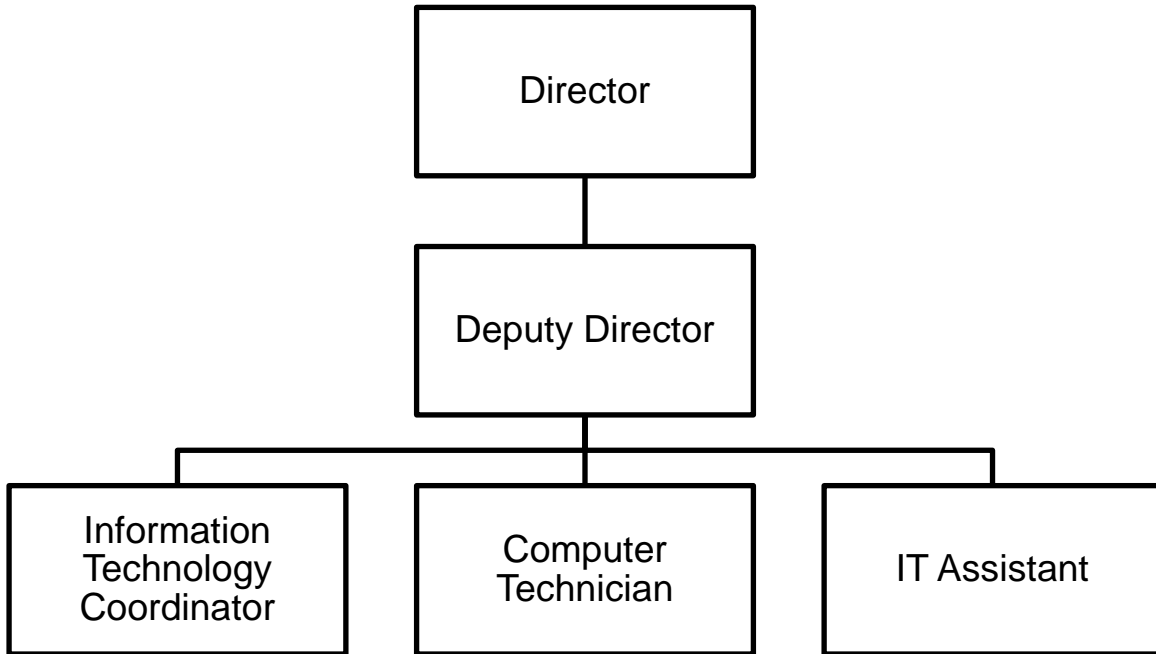 Director
Deputy Director
Information
Technology
Coordinator
Computer
Technician
IT Assistant